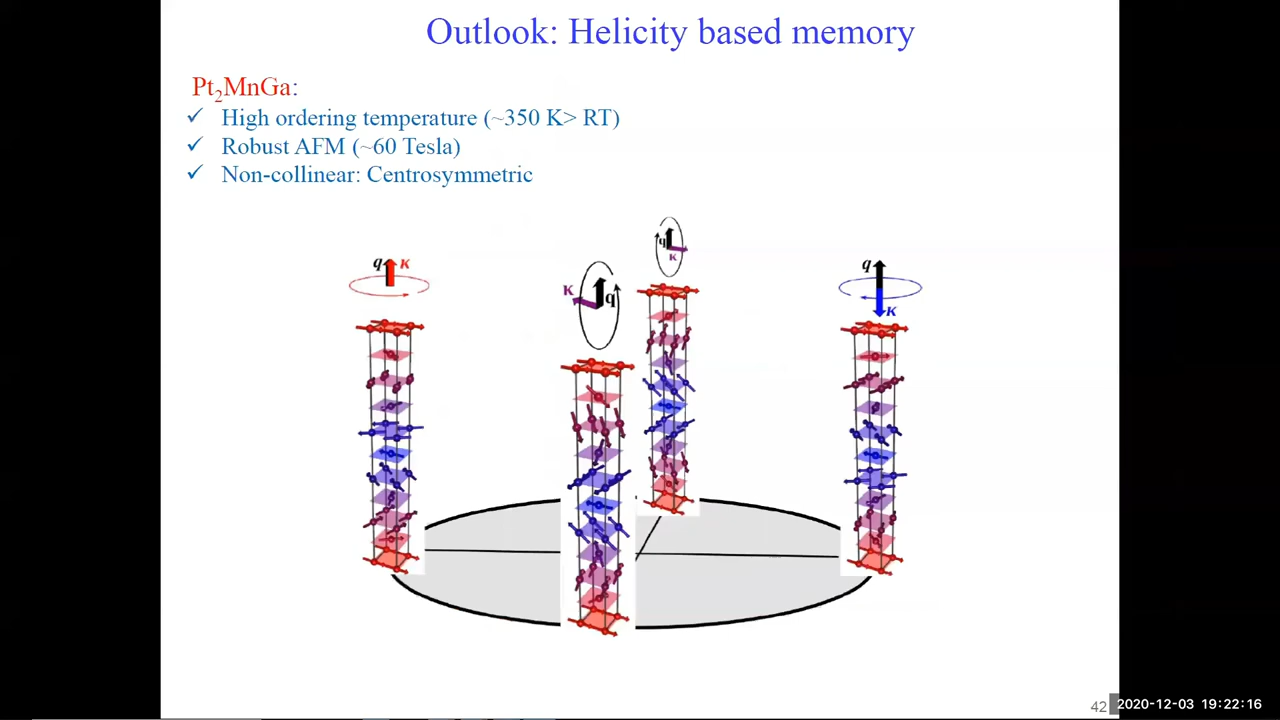 Outlook: Helicity based memory
Pt₂MnGa:
✓ High ordering temperature (~350 K> RT)
✓ Robust AFM (~60 Tesla)
✓ Non-collinear: Centrosymmetric
q κ
κ q
q κ
q κ
42
2020-12-03 19:22:16